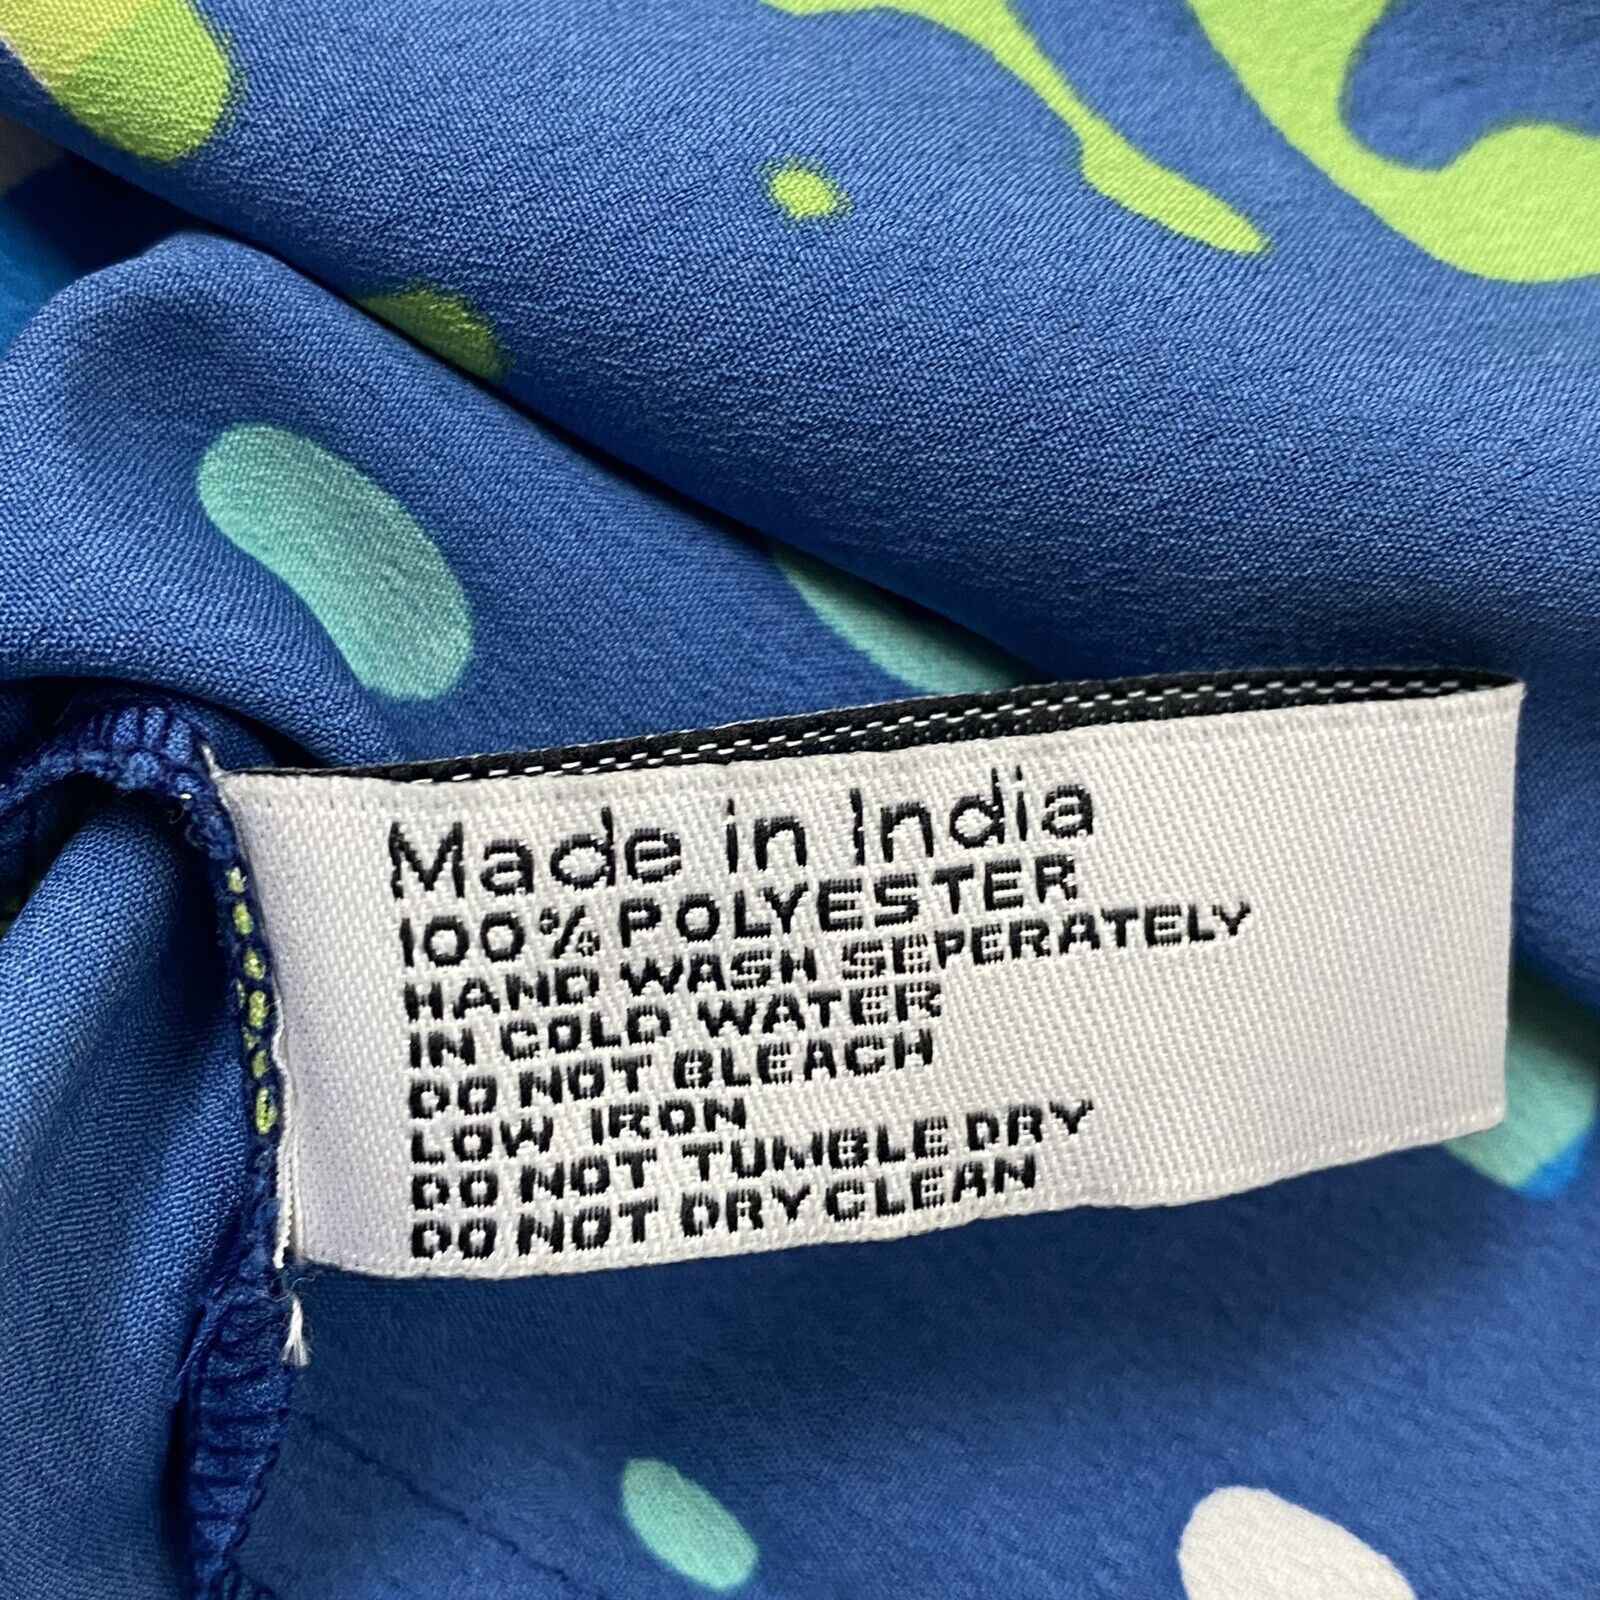 Made in India
100% POLYESTER
HAND WASH SEPERATELY
IN COLD WATER
DO NOT BLEACH
LOW IRON
DO NOT TUMBLE DRY
DO NOT DRY CLEAN